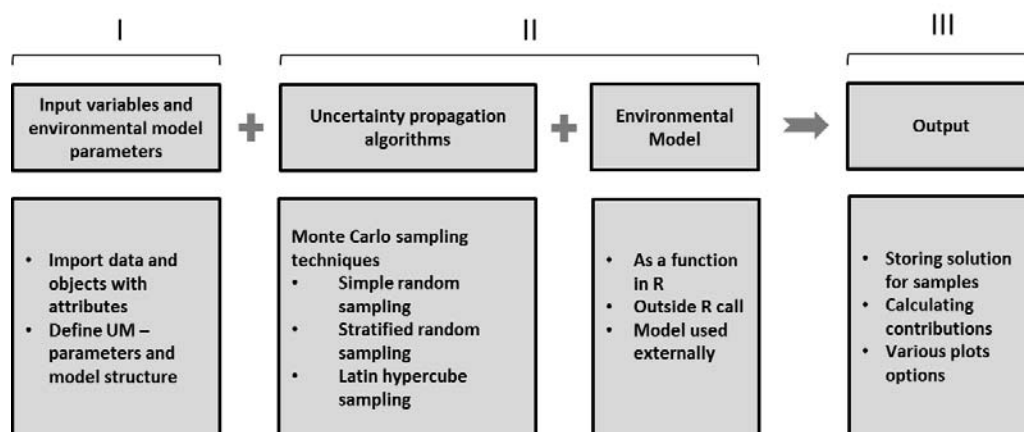 I
II
III
Input variables and
environmental model
parameters
Uncertainty propagation
algorithms
Environmental
Model
Output
• Import data and
objects with
attributes
• Define UM –
parameters and
model structure
Monte Carlo sampling
techniques
• Simple random
sampling
• Stratified random
sampling
• Latin hypercube
sampling
• As a function
in R
• Outside R call
• Model used
externally
• Storing solution
for samples
• Calculating
contributions
• Various plots
options